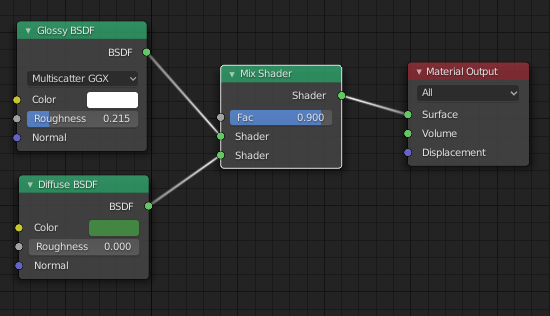 Glossy BSDF
BSDF
Multiscatter GGX
Color
Roughness 0.215
Normal
Mix Shader
Shader
Fac 0.900
Shader
Shader
Material Output
All
Surface
Volume
Displacement
Diffuse BSDF
BSDF
Color
Roughness 0.000
Normal